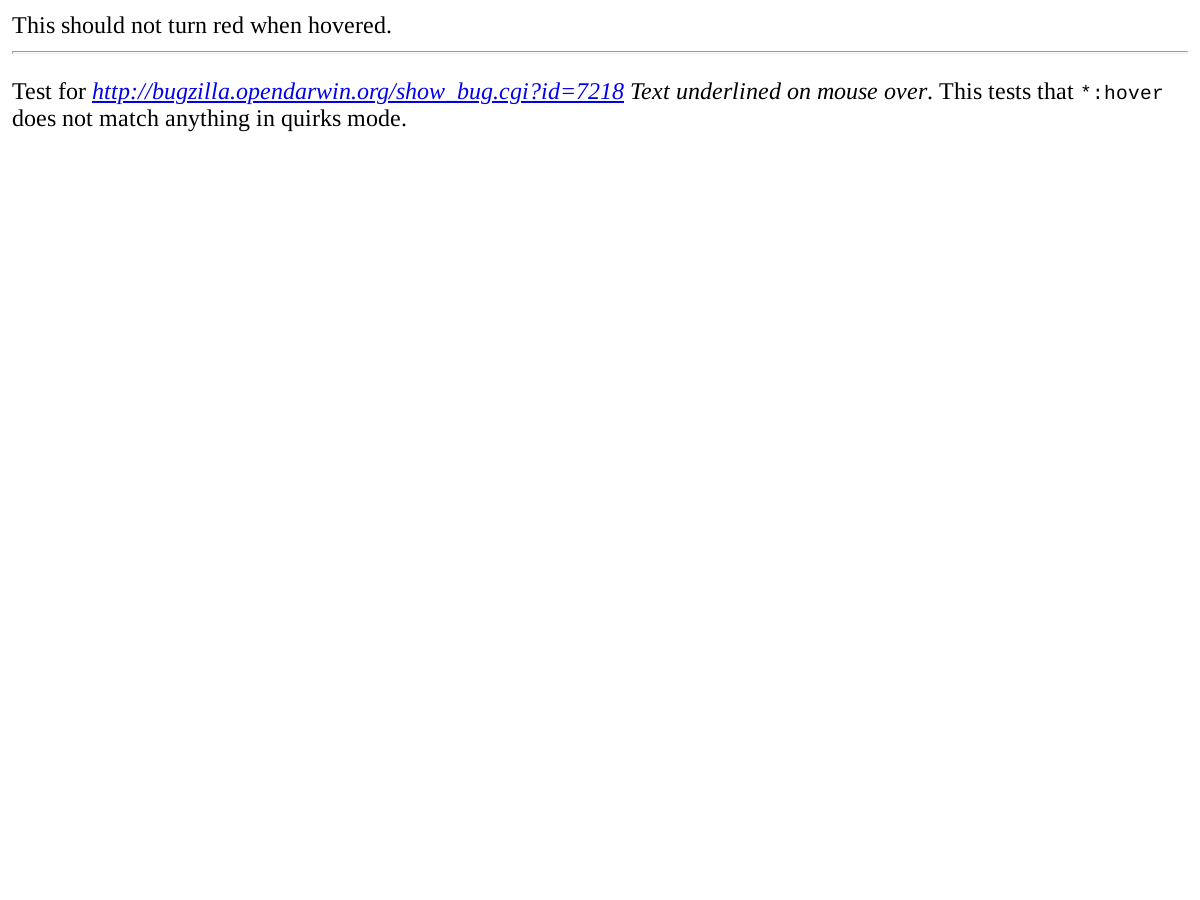 This should not turn red when hovered.
Test for http://bugzilla.opendarwin.org/show_bug.cgi?id=7218 Text underlined on mouse over. This tests that *:hover
does not match anything in quirks mode.